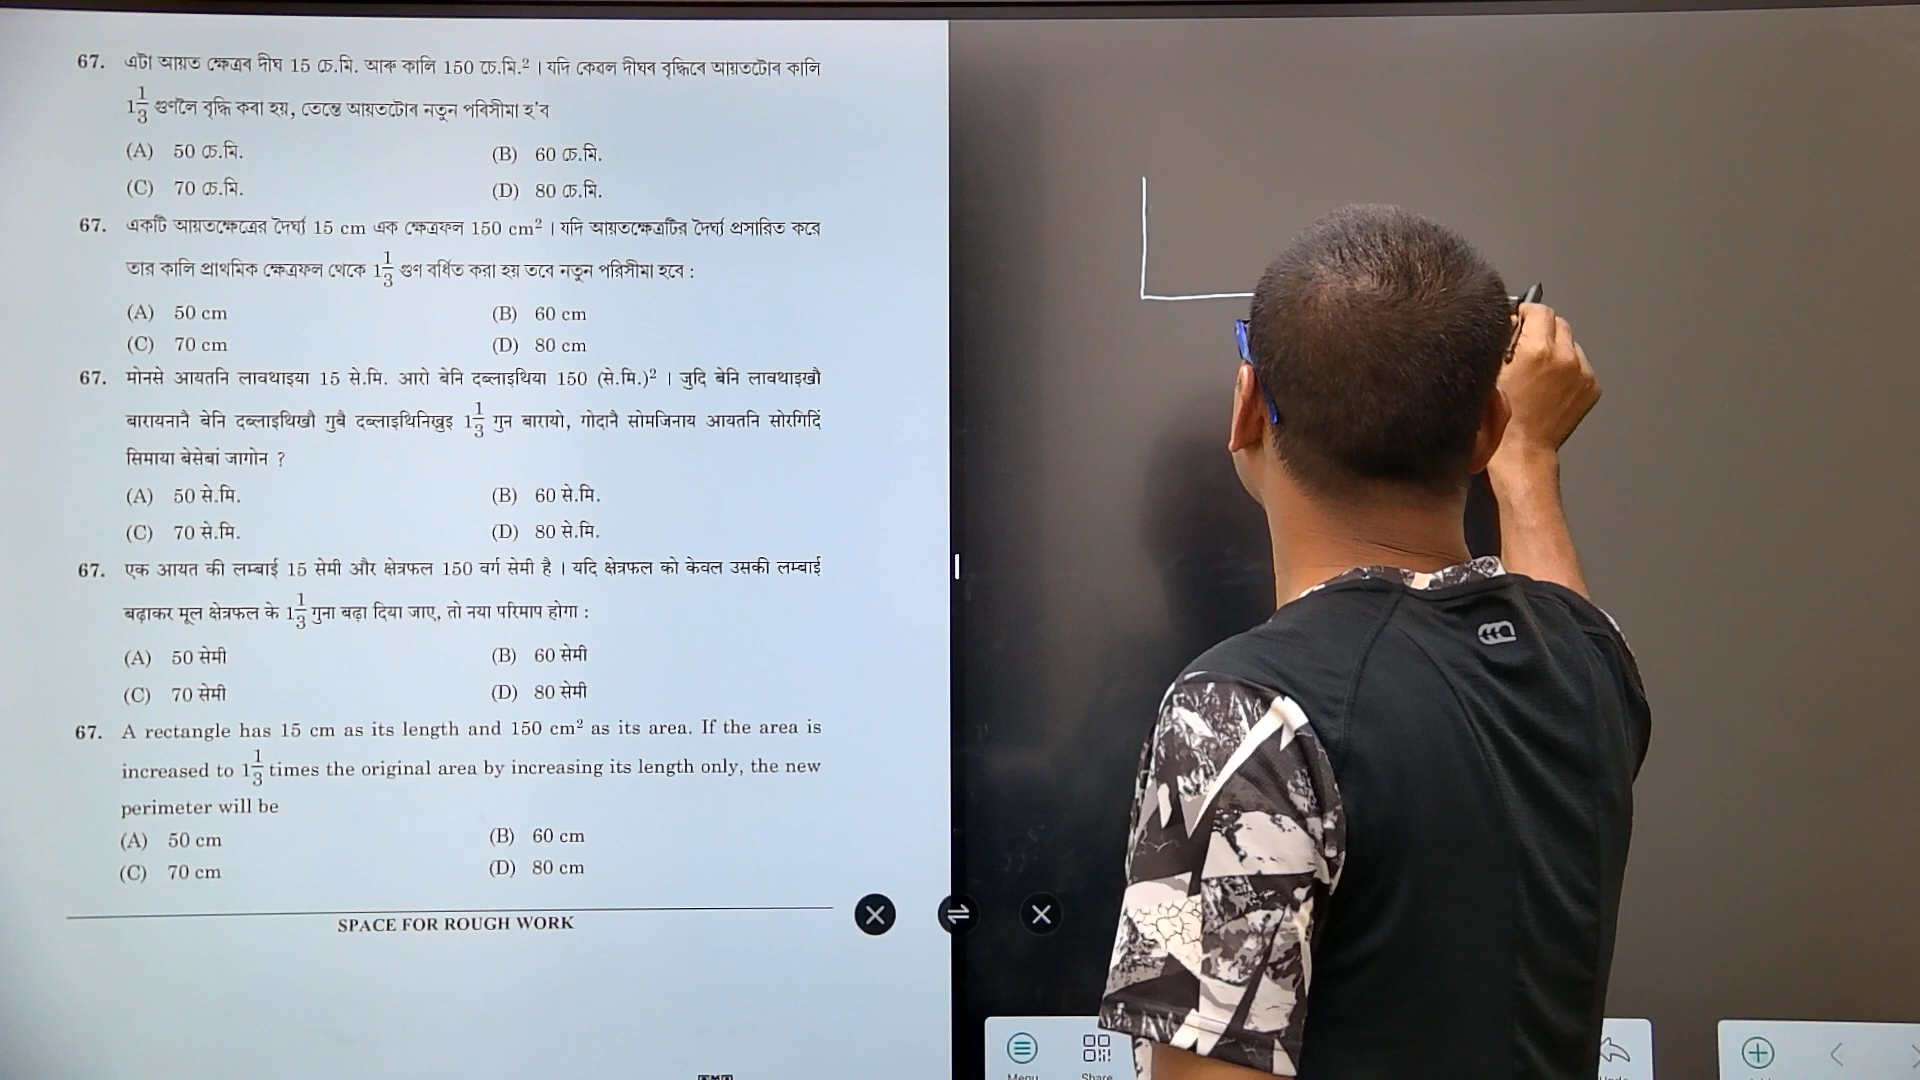 67. এটা আয়ত ক্ষেত্ৰৰ দীঘ 15 চে.মি. আৰু কালি 150 চে.মি.² । যদি কেৱল দীঘৰ বৃদ্ধিৰে আয়তটোৰ কালি
1 1/3 গুণলৈ বৃদ্ধি কৰা হয়, তেন্তে আয়তটোৰ নতুন পৰিসীমা হ'ব
(A) 50 চে.মি. (B) 60 চে.মি.
(C) 70 চে.মি. (D) 80 চে.মি.
67. একটি আয়তক্ষেত্রের দৈর্ঘ্য 15 cm এক ক্ষেত্রফল 150 cm² । যদি আয়তক্ষেত্রটির দৈর্ঘ্য প্রসারিত করে
তার কালি প্রাথমিক ক্ষেত্রফল থেকে 1 1/3 গুণ বর্ধিত করা হয় তবে নতুন পরিসীমা হবে :
(A) 50 cm (B) 60 cm
(C) 70 cm (D) 80 cm
67. मोनसे आयतनि लावथाइया 15 से.मि. आरो बेनि दब्लाइथिया 150 (से.मि.)² । जुदि बेनि लावथाइखौ
बारायनानै बेनि दब्लाइथिखौ गुबै दब्लाइथिनिखुइ 1 1/3 गुन बारायो, गोदानै सोमजिनाय आयतनि सोरगिदिं
सिमाया बेसेबां जागोन ?
(A) 50 से.मि. (B) 60 से.मि.
(C) 70 से.मि. (D) 80 से.मि.
67. एक आयत की लम्बाई 15 सेमी और क्षेत्रफल 150 वर्ग सेमी है । यदि क्षेत्रफल को केवल उसकी लम्बाई
बढ़ाकर मूल क्षेत्रफल के 1 1/3 गुना बढ़ा दिया जाए, तो नया परिमाप होगा :
(A) 50 सेमी (B) 60 सेमी
(C) 70 सेमी (D) 80 सेमी
67. A rectangle has 15 cm as its length and 150 cm² as its area. If the area is
increased to 1 1/3 times the original area by increasing its length only, the new
perimeter will be
(A) 50 cm (B) 60 cm
(C) 70 cm (D) 80 cm
SPACE FOR ROUGH WORK
Menu Share